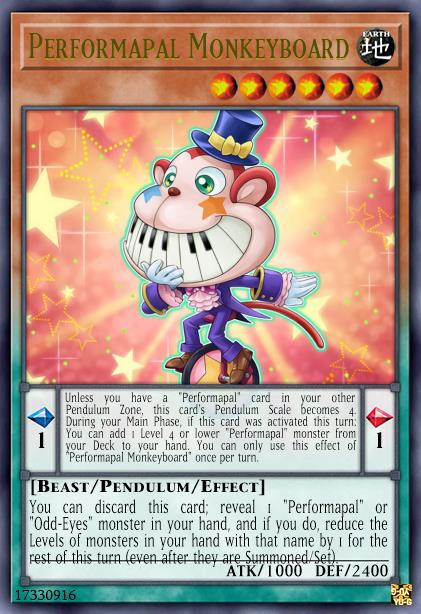 PERFORMAPAL MONKEYBOARD
EARTH
地
Unless you have a "Performapal" card in your other
Pendulum Zone, this card's Pendulum Scale becomes 4.
During your Main Phase, if this card was activated this turn:
You can add 1 Level 4 or lower "Performapal" monster from
your Deck to your hand. You can only use this effect of
"Performapal Monkeyboard" once per turn.
1
1
[BEAST/PENDULUM/EFFECT]
You can discard this card; reveal 1 "Performapal" or
"Odd-Eyes" monster in your hand, and if you do, reduce the
Levels of monsters in your hand with that name by 1 for the
rest of this turn (even after they are Summoned/Set).
ATK/1000 DEF/2400
17330916